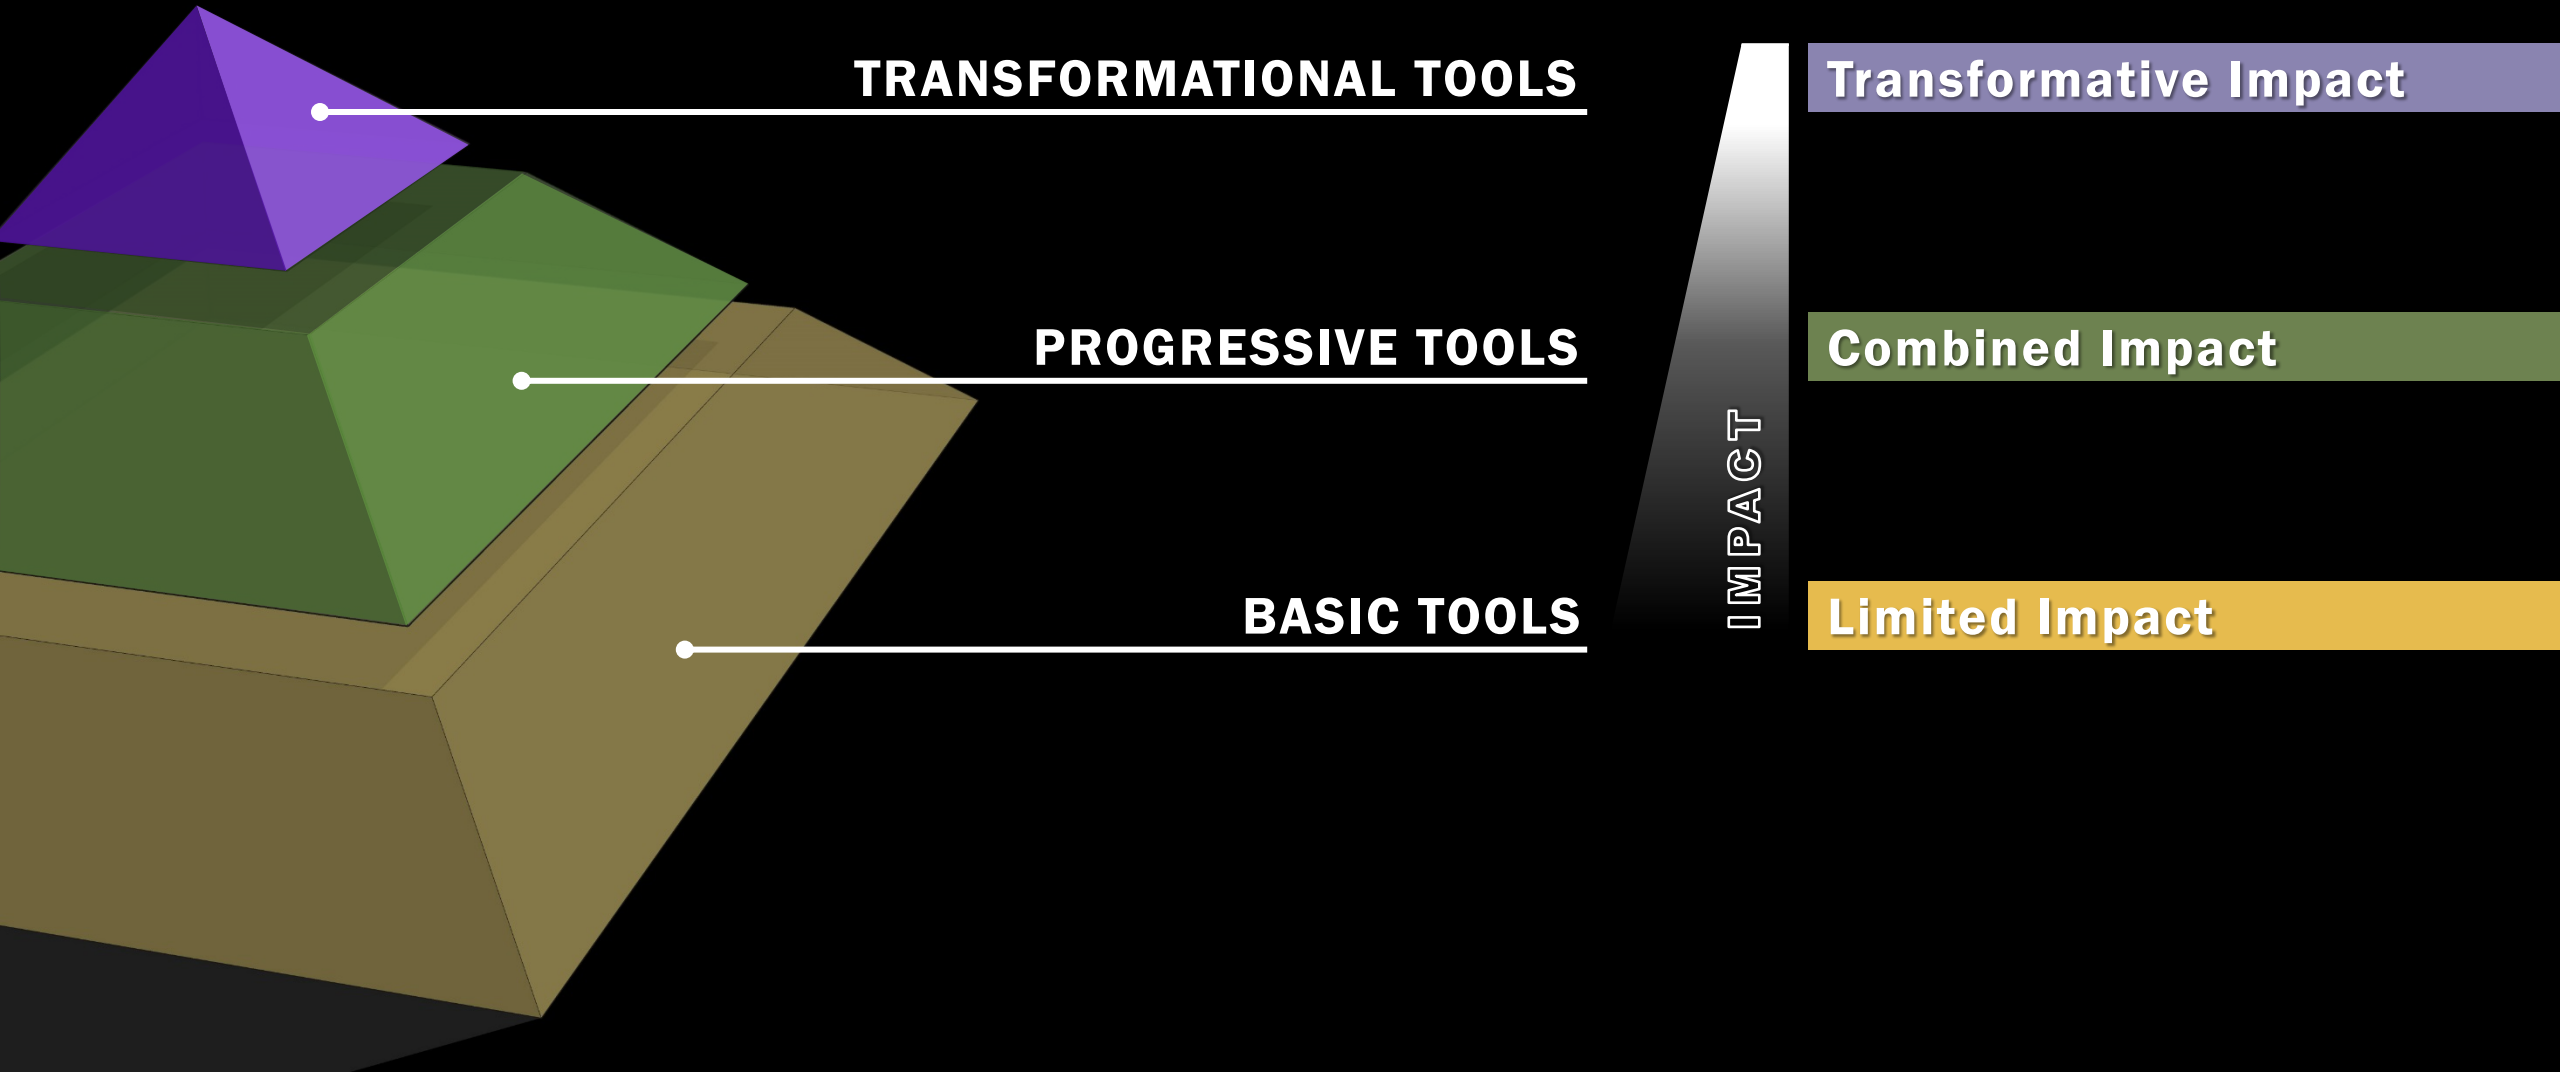 TRANSFORMATIONAL TOOLS
Transformative Impact
PROGRESSIVE TOOLS
Combined Impact
IMPACT
BASIC TOOLS
Limited Impact